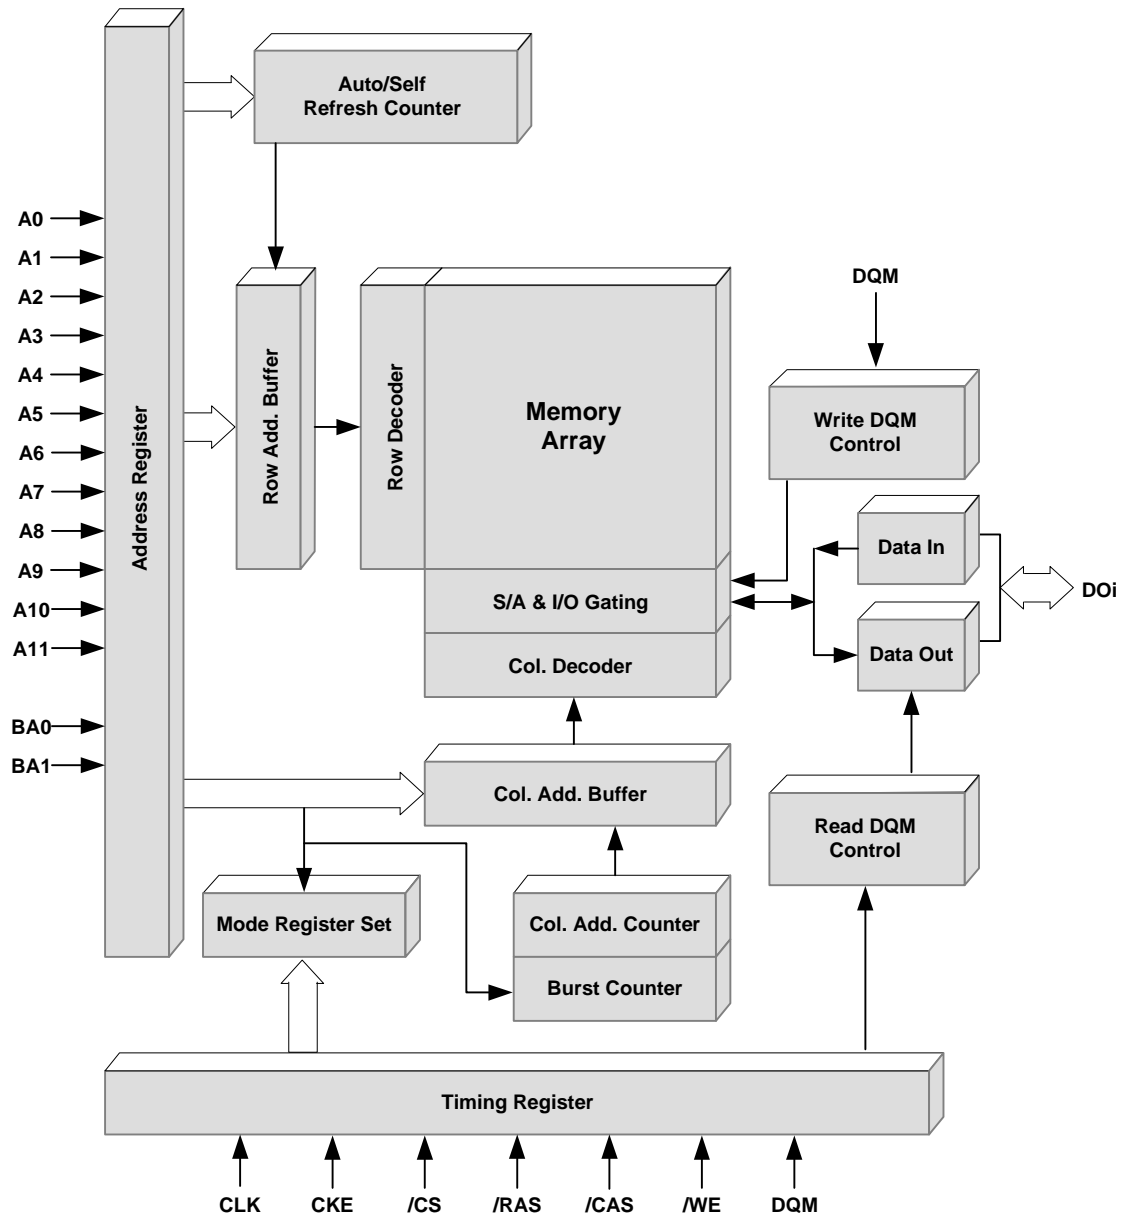 Auto/Self
Refresh Counter
A0
A1
A2
A3
A4
A5
A6
A7
A8
A9
A10
A11
BA0
BA1
Address Register
Row Add. Buffer
Row Decoder
Memory
Array
S/A & I/O Gating
Col. Decoder
DQM
Write DQM
Control
Data In
Data Out
DOi
Col. Add. Buffer
Read DQM
Control
Mode Register Set
Col. Add. Counter
Burst Counter
Timing Register
CLK
CKE
/CS
/RAS
/CAS
/WE
DQM